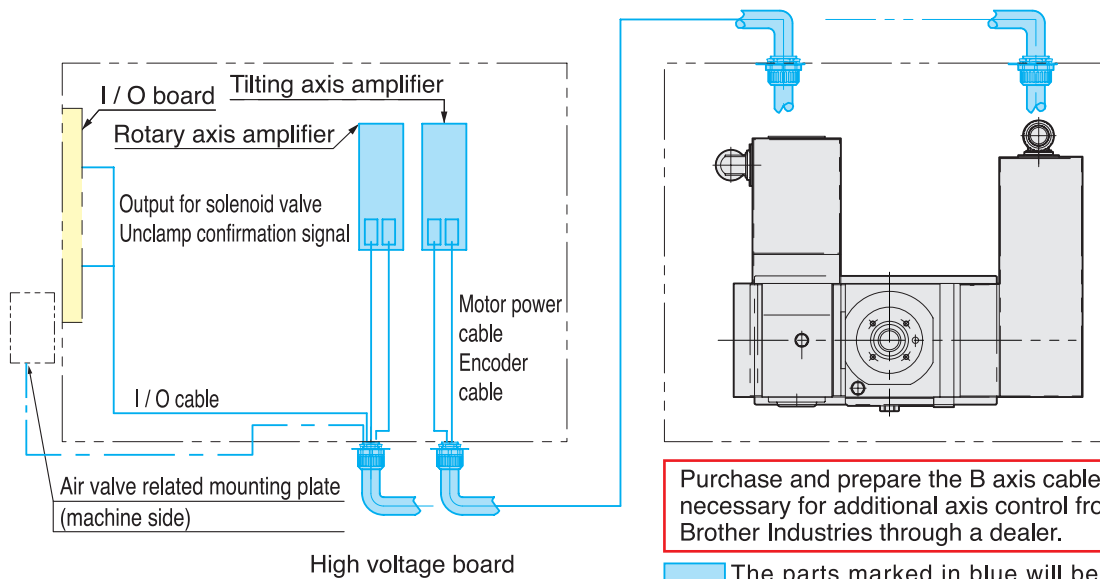 Tilting axis amplifier
I / O board
Rotary axis amplifier
Output for solenoid valve
Unclamp confirmation signal
Motor power
cable
Encoder
cable
I / O cable
Air valve related mounting plate
(machine side)
High voltage board
Purchase and prepare the B axis cable
necessary for additional axis control fro
Brother Industries through a dealer.
The parts marked in blue will be